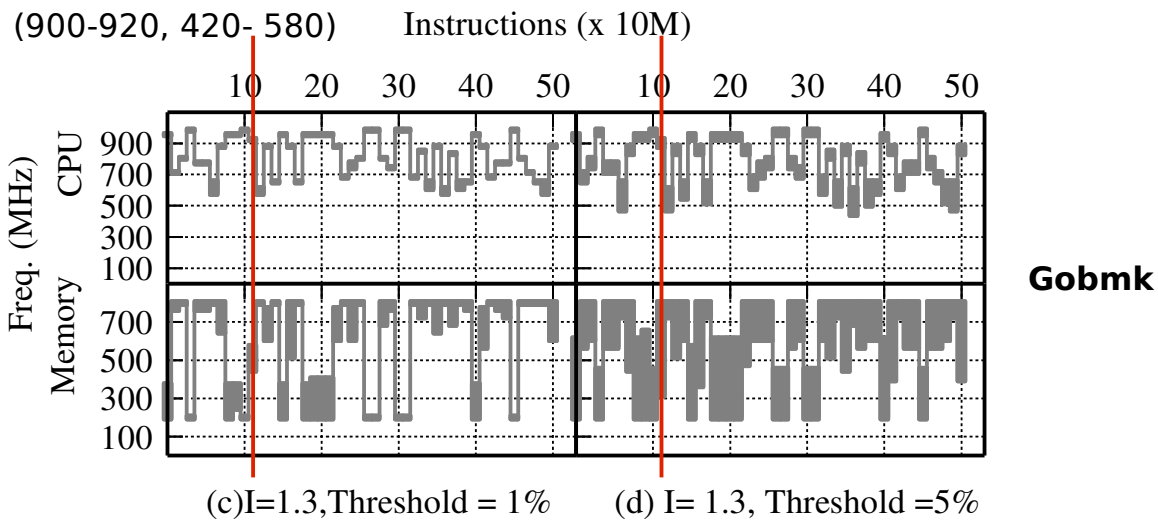 (900-920, 420- 580)
Instructions (x 10M)
10 20 30 40 50 10 20 30 40 50
Freq. (MHz)
CPU
900
700
500
300
100
Memory
700
500
300
100
Gobmk
(c)I=1.3,Threshold = 1%
(d) I= 1.3, Threshold =5%